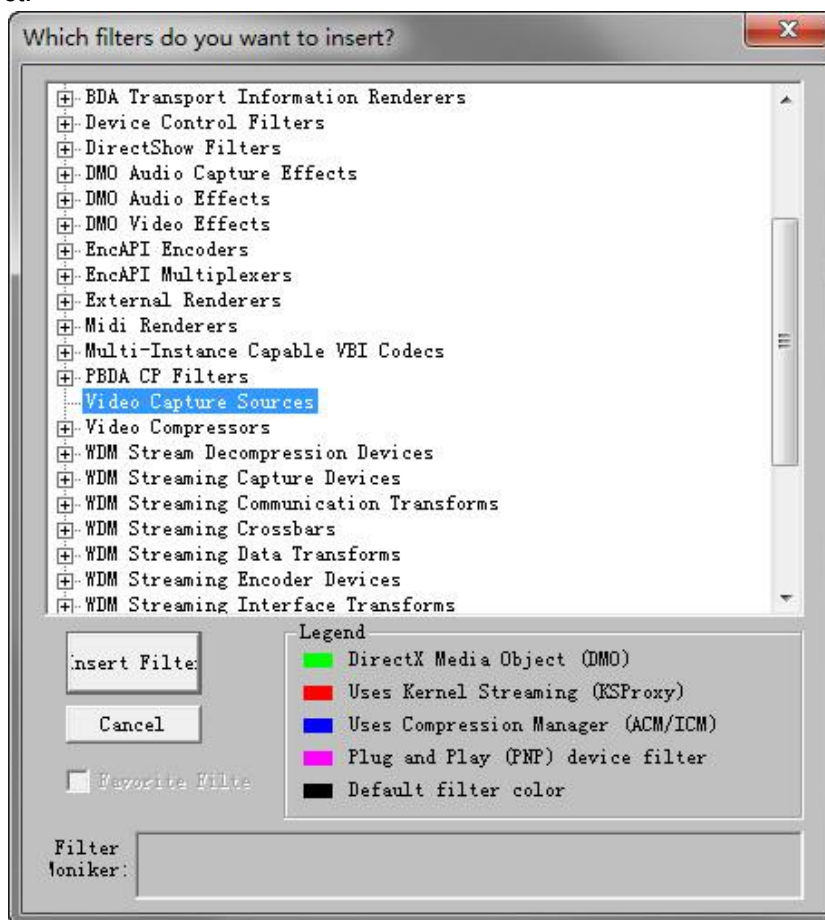 Which filters do you want to insert?
BDA Transport Information Renderers
Device Control Filters
DirectShow Filters
DMO Audio Capture Effects
DMO Audio Effects
DMO Video Effects
EncAPI Encoders
EncAPI Multiplexers
External Renderers
Midi Renderers
Multi-Instance Capable VBI Codecs
PBDA CP Filters
Video Capture Sources
Video Compressors
WDM Stream Decompression Devices
WDM Streaming Capture Devices
WDM Streaming Communication Transforms
WDM Streaming Crossbars
WDM Streaming Data Transforms
WDM Streaming Encoder Devices
WDM Streaming Interface Transforms
nsert Filte
Cancel
Favorite Filte
Legend
DirectX Media Object (DMO)
Uses Kernel Streaming (KSProxy)
Uses Compression Manager (ACM/ICM)
Plug and Play (PNP) device filter
Default filter color
Filter
oniker: